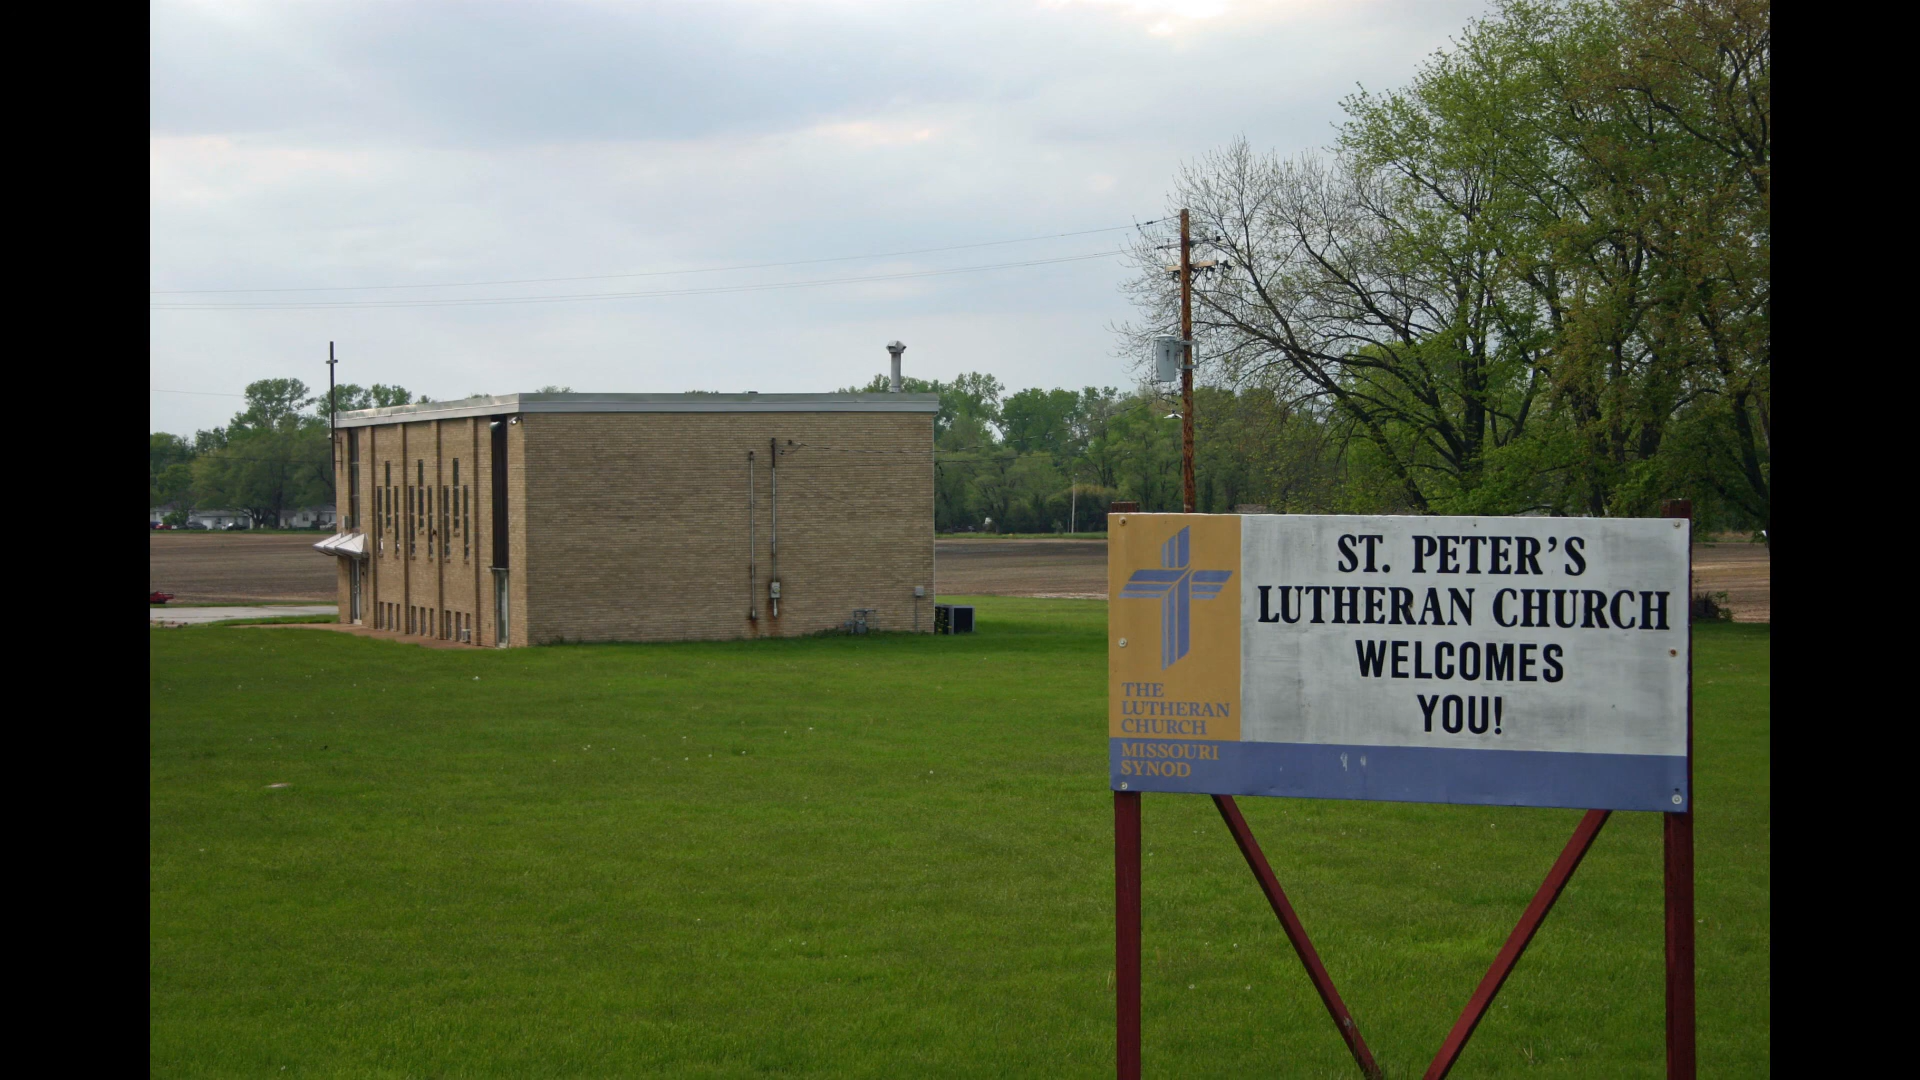 ST. PETER'S
LUTHERAN CHURCH
WELCOMES
YOU!
THE
LUTHERAN
CHURCH
MISSOURI
SYNOD